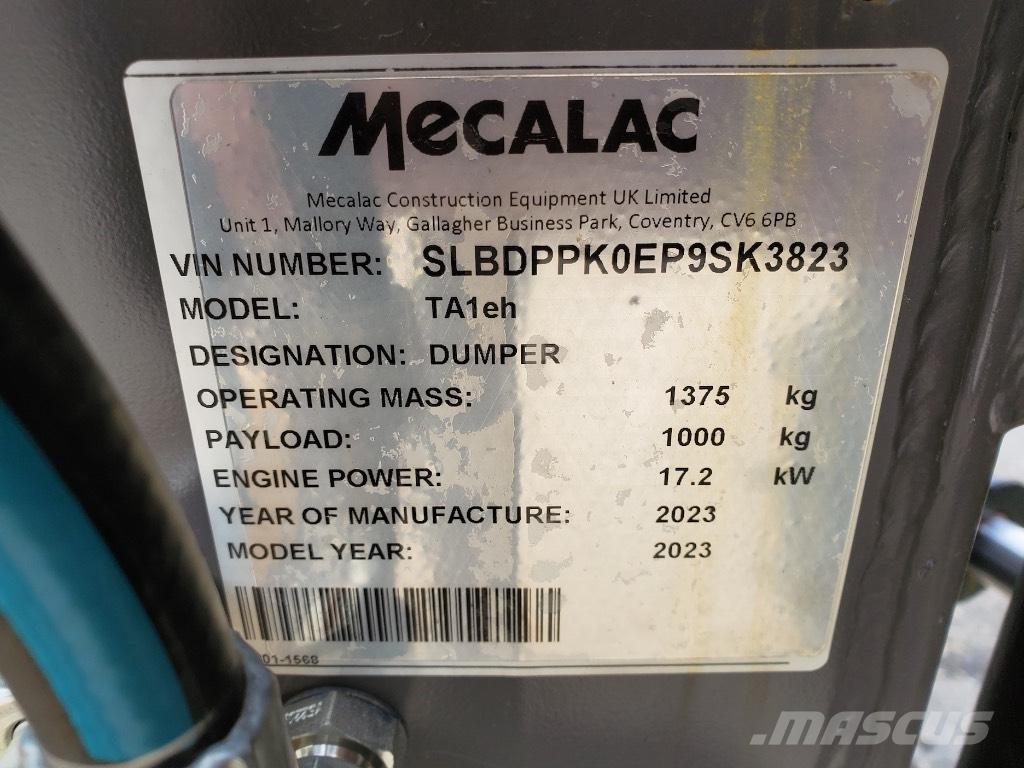 MeCALAC
Mecalac Construction Equipment UK Limited
Unit 1, Mallory Way, Gallagher Business Park, Coventry, CV6 6PB
VIN NUMBER: SLBDPPK0EP9SK3823
MODEL: TA1eh
DESIGNATION: DUMPER
OPERATING MASS: 1375 kg
PAYLOAD: 1000 kg
ENGINE POWER: 17.2 kW
YEAR OF MANUFACTURE: 2023
MODEL YEAR: 2023
01-1568
MASCUS